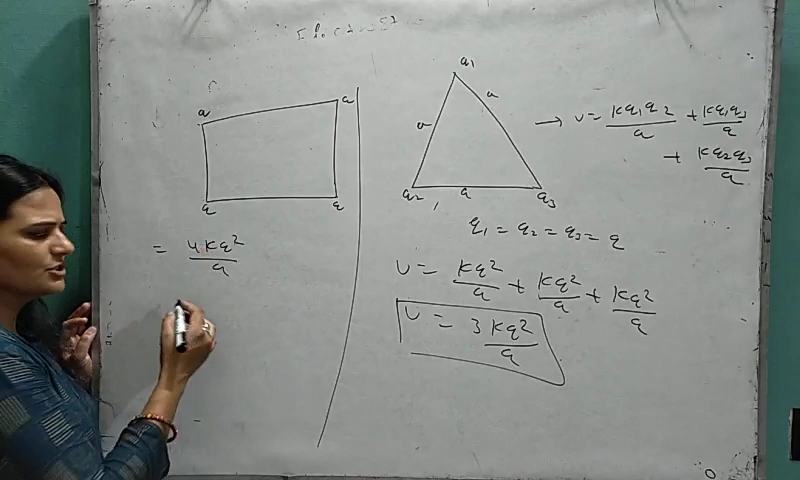 q q
q q
= 4Kq²/a
q1
a a
q2 a q3
→ U = Kq1q2/a + Kq1q3/a
+ Kq2q3/a
q1 = q2 = q3 = q
U = Kq²/a + Kq²/a + Kq²/a
U = 3Kq²/a